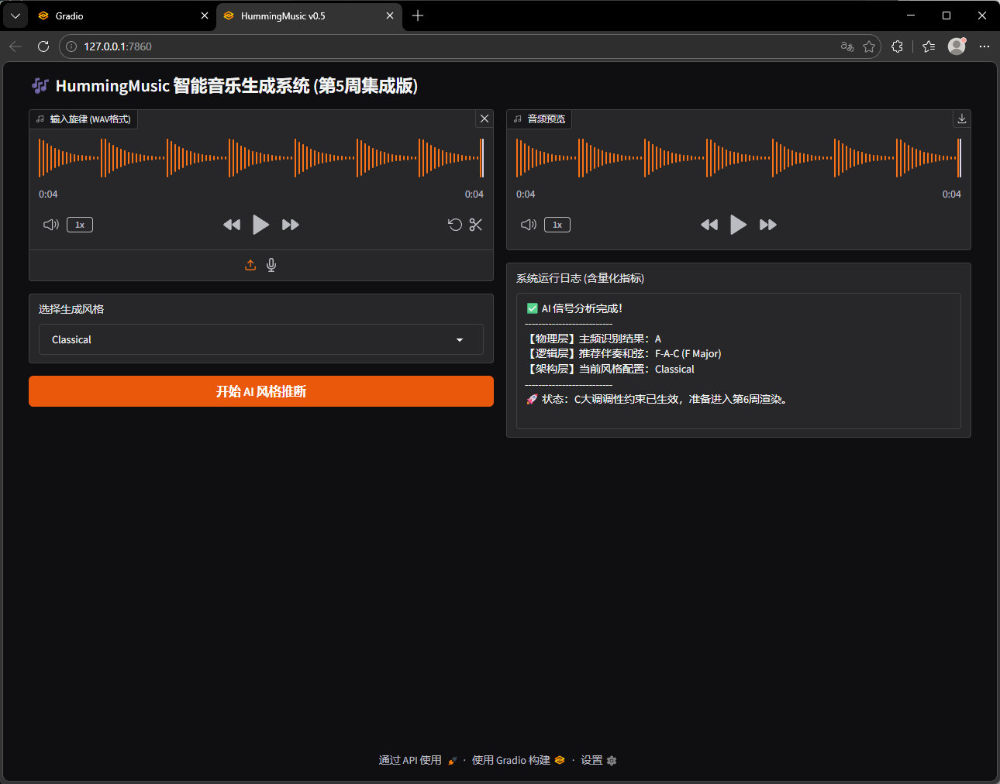 Gradio
HummingMusic v0.5
127.0.0.1:7860
HummingMusic 智能音乐生成系统 (第5周集成版)
输入旋律 (WAV格式)
0:04
0:04
1x
选择生成风格
Classical
开始 AI 风格推断
音频预览
0:04
0:04
1x
系统运行日志 (含量化指标)
✅ AI 信号分析完成！
--------------------------
【物理层】主频识别结果：A
【逻辑层】推荐伴奏和弦：F-A-C (F Major)
【架构层】当前风格配置：Classical
--------------------------
🚀 状态：C大调调性约束已生效，准备进入第6周渲染。
通过 API 使用 · 使用 Gradio 构建 · 设置